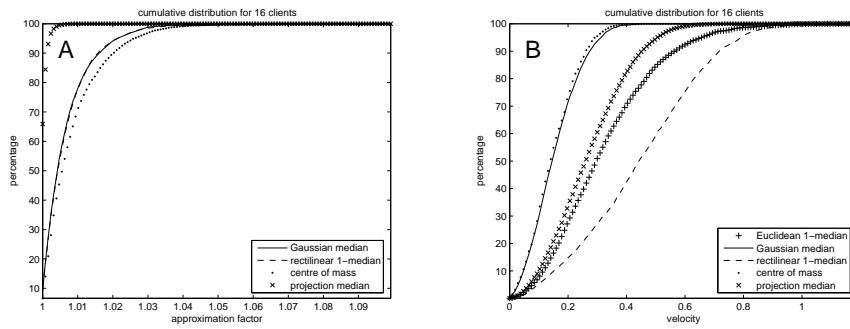 cumulative distribution for 16 clients
A
percentage
100
90
80
70
60
50
40
30
20
10
Gaussian median
rectilinear 1−median
centre of mass
projection median
1 1.01 1.02 1.03 1.04 1.05 1.06 1.07 1.08 1.09
approximation factor
cumulative distribution for 16 clients
B
percentage
100
90
80
70
60
50
40
30
20
10
Euclidean 1−median
Gaussian median
rectilinear 1−median
centre of mass
projection median
0 0.2 0.4 0.6 0.8 1
velocity